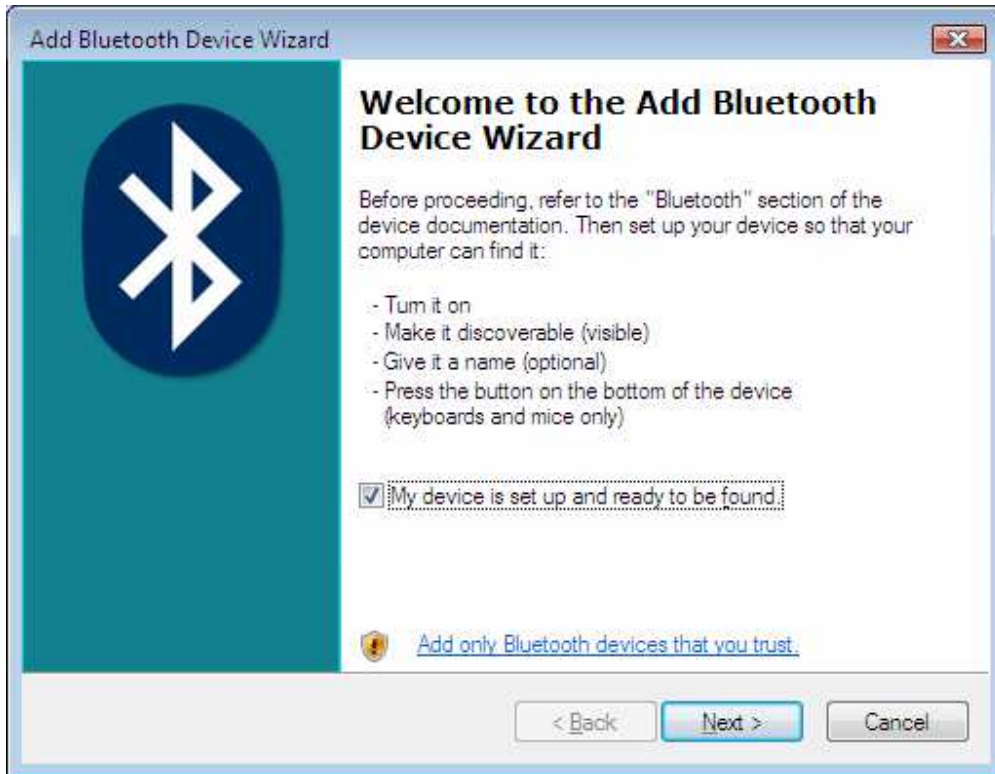 Add Bluetooth Device Wizard
Welcome to the Add Bluetooth
Device Wizard
Before proceeding, refer to the "Bluetooth" section of the
device documentation. Then set up your device so that your
computer can find it:
- Turn it on
- Make it discoverable (visible)
- Give it a name (optional)
- Press the button on the bottom of the device
(keyboards and mice only)
My device is set up and ready to be found.
Add only Bluetooth devices that you trust.
< Back Next > Cancel